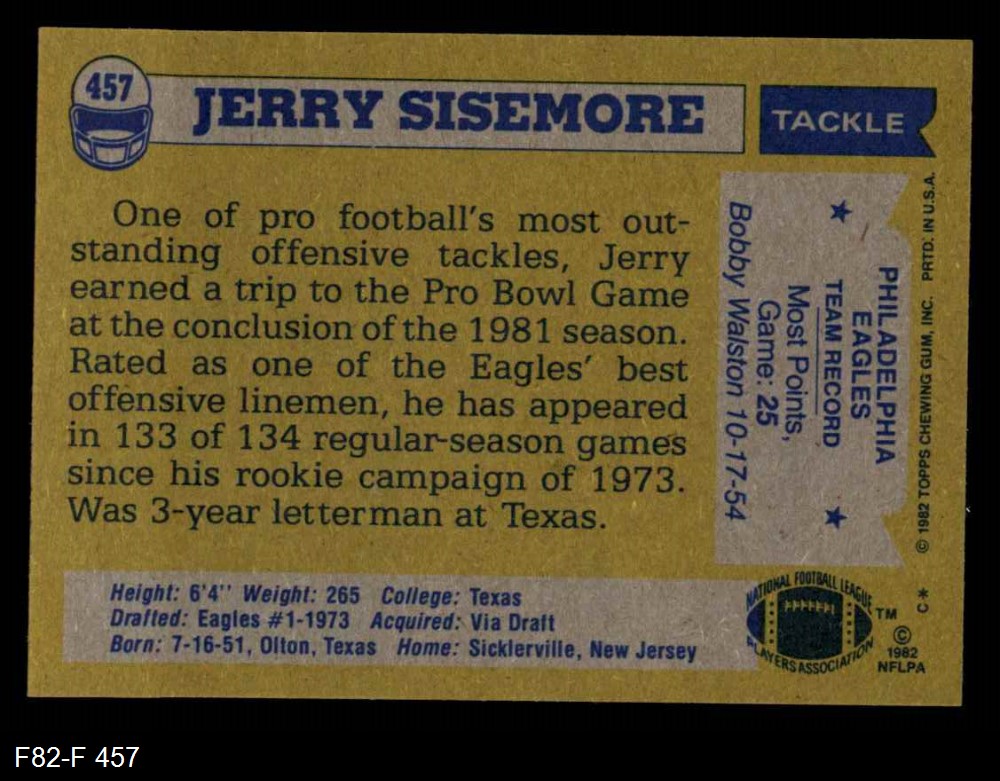 457
JERRY SISEMORE
TACKLE
One of pro football's most out-
standing offensive tackles, Jerry
earned a trip to the Pro Bowl Game
at the conclusion of the 1981 season.
Rated as one of the Eagles' best
offensive linemen, he has appeared
in 133 of 134 regular-season games
since his rookie campaign of 1973.
Was 3-year letterman at Texas.
PHILADELPHIA
EAGLES
★ TEAM RECORD ★
Most Points,
Game: 25
Bobby Walston 10-17-54
© 1982 TOPPS CHEWING GUM, INC. PRTD. IN U.S.A.
Height: 6'4" Weight: 265 College: Texas
Drafted: Eagles #1-1973 Acquired: Via Draft
Born: 7-16-51, Olton, Texas Home: Sicklerville, New Jersey
NATIONAL FOOTBALL LEAGUE
PLAYERS ASSOCIATION
TM
©
1982
NFLPA
C*
F82-F 457